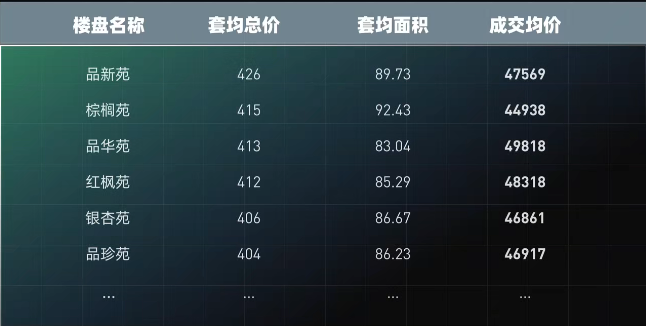 楼盘名称 套均总价 套均面积 成交均价
品新苑 426 89.73 47569
棕榈苑 415 92.43 44938
品华苑 413 83.04 49818
红枫苑 412 85.29 48318
银杏苑 406 86.67 46861
品珍苑 404 86.23 46917
... ... ... ...